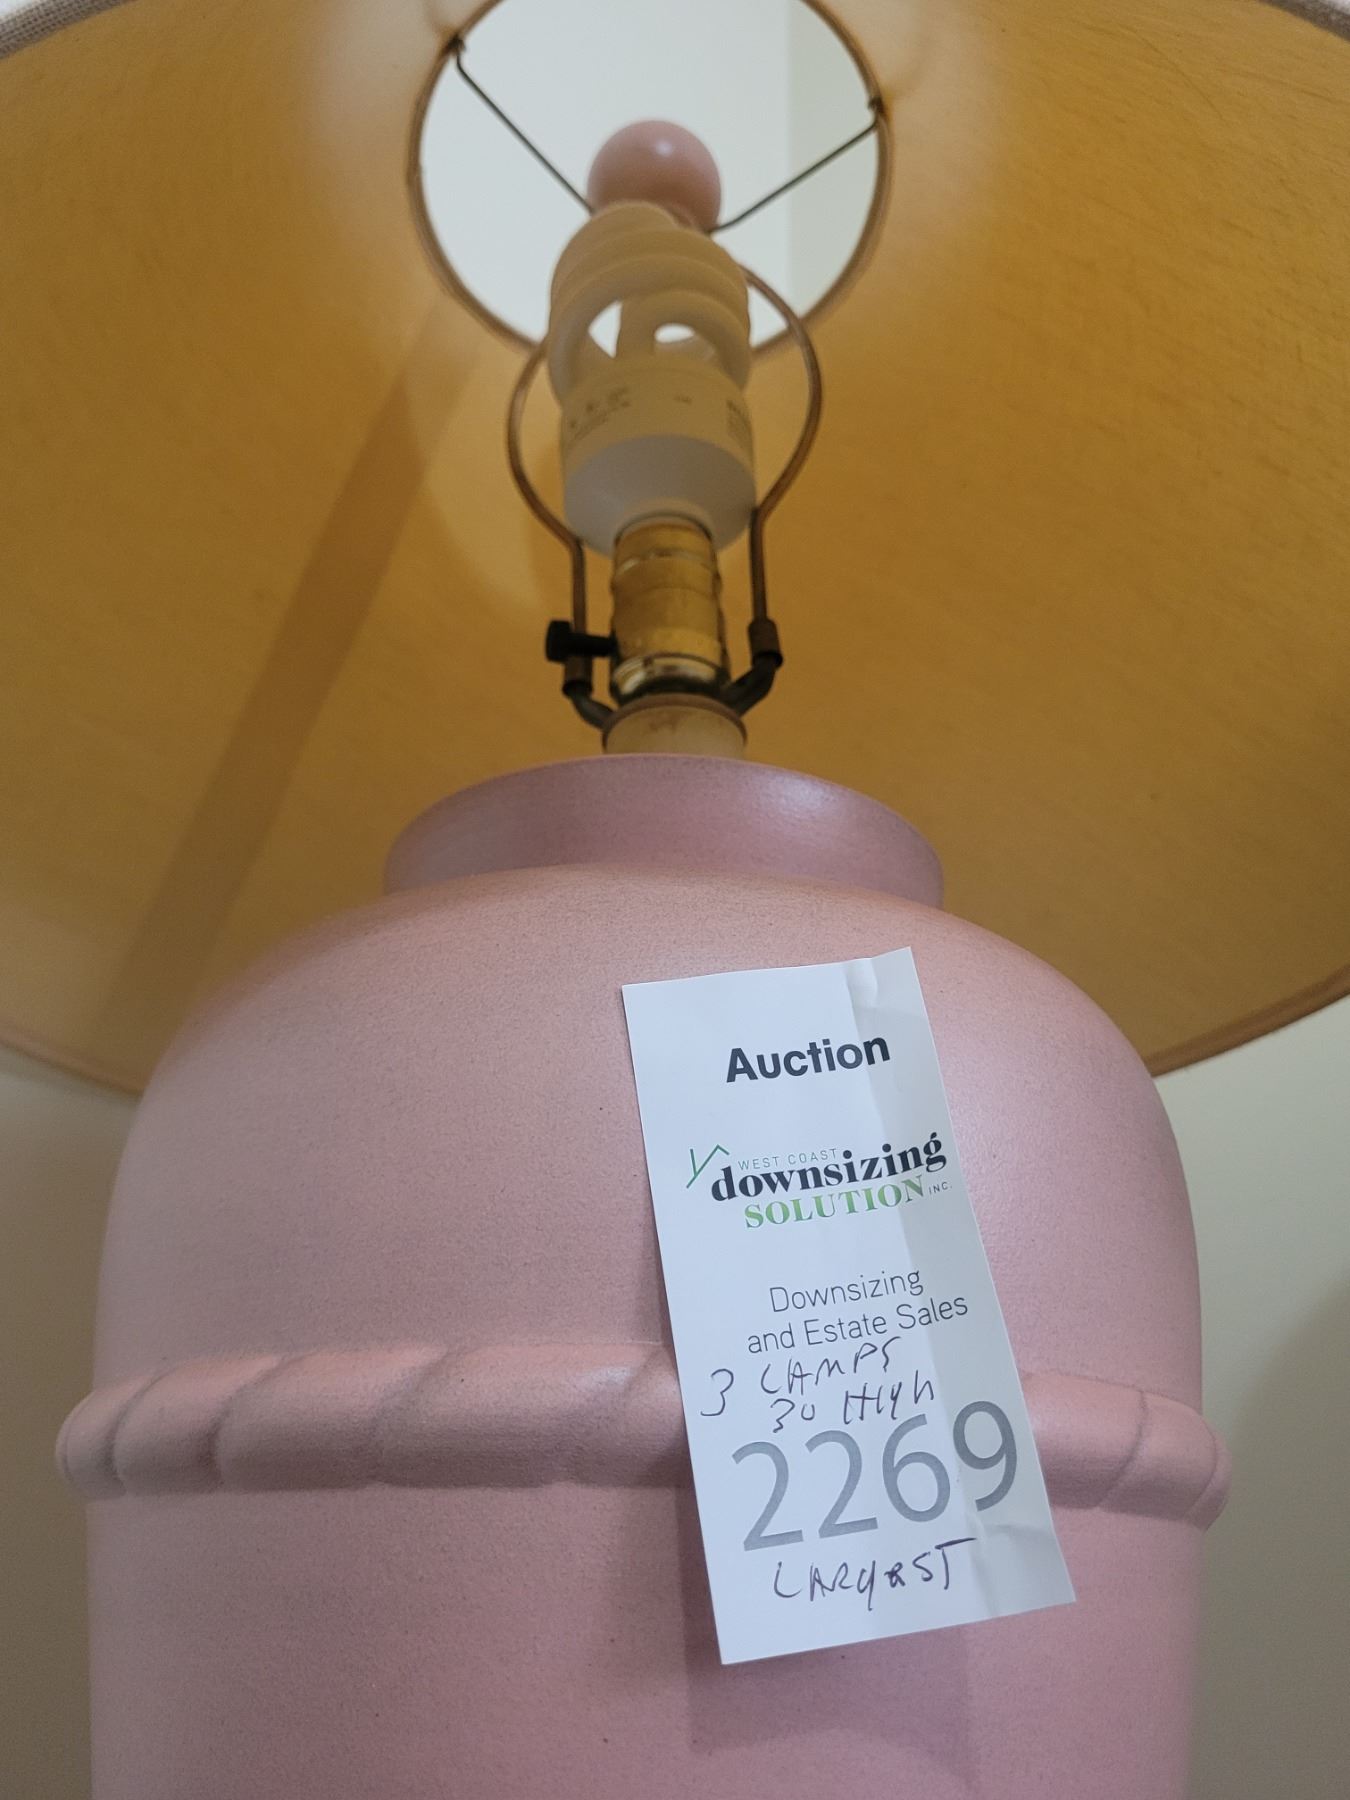 Auction
WEST COAST
downsizing
SOLUTION INC.
Downsizing
and Estate Sales
3 LAMPS
30 HIgh
2269
LARgesT